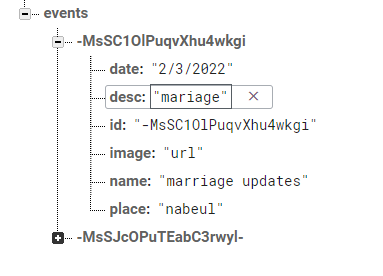 events
-MsSC1OlPuqvXhu4wkgi
date: "2/3/2022"
desc: "mariage" ×
id: "-MsSC1OlPuqvXhu4wkgi"
image: "url"
name: "marriage updates"
place: "nabeul"
-MsSJcOPuTEabC3rwyl-